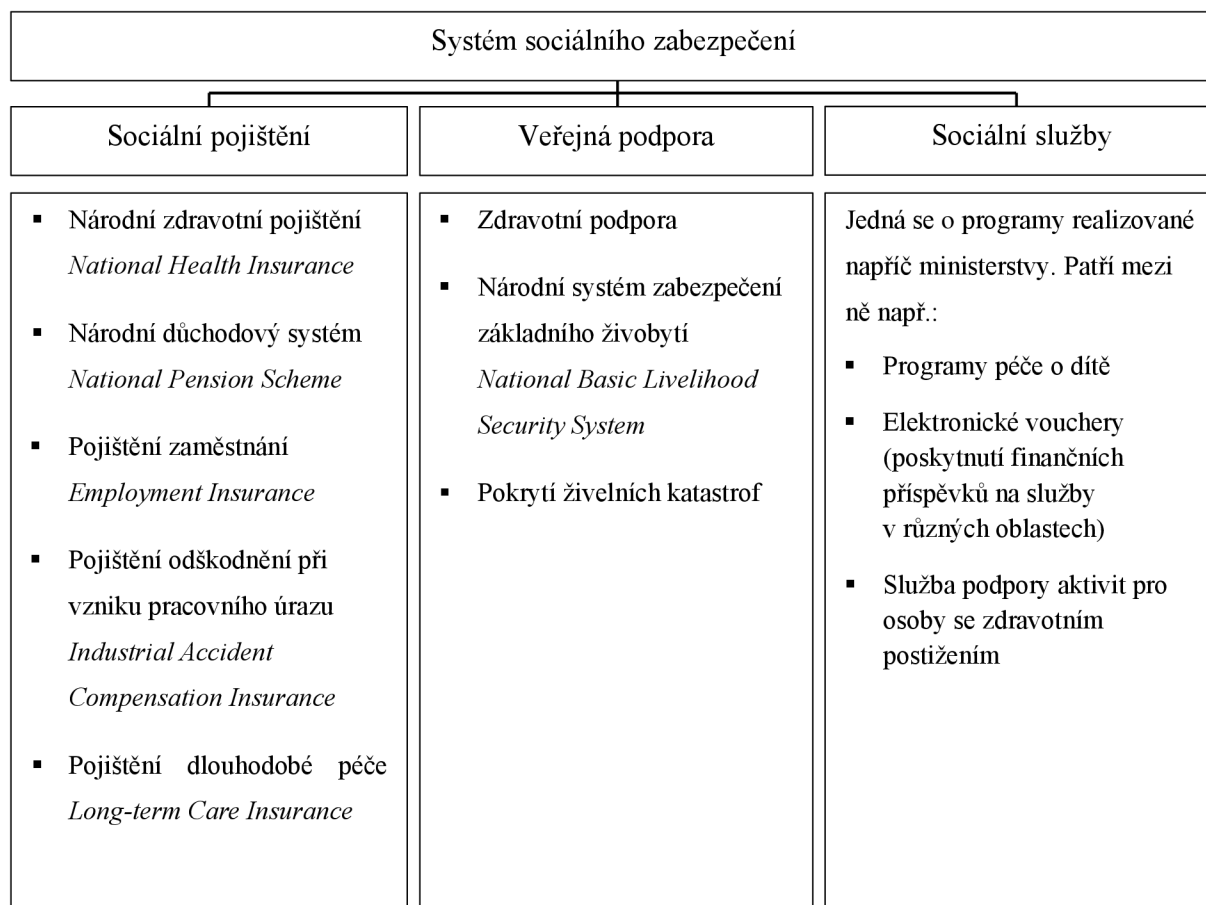 Systém sociálního zabezpečení
Sociální pojištění
▪ Národní zdravotní pojištění
National Health Insurance
▪ Národní důchodový systém
National Pension Scheme
▪ Pojištění zaměstnání
Employment Insurance
▪ Pojištění odškodnění při
vzniku pracovního úrazu
Industrial Accident
Compensation Insurance
▪ Pojištění dlouhodobé péče
Long-term Care Insurance
Veřejná podpora
▪ Zdravotní podpora
▪ Národní systém zabezpečení
základního živobytí
National Basic Livelihood
Security System
▪ Pokrytí živelních katastrof
Sociální služby
Jedná se o programy realizované
napříč ministerstvy. Patří mezi
ně např.:
▪ Programy péče o dítě
▪ Elektronické vouchery
(poskytnutí finančních
příspěvků na služby
v různých oblastech)
▪ Služba podpory aktivit pro
osoby se zdravotním
postižením